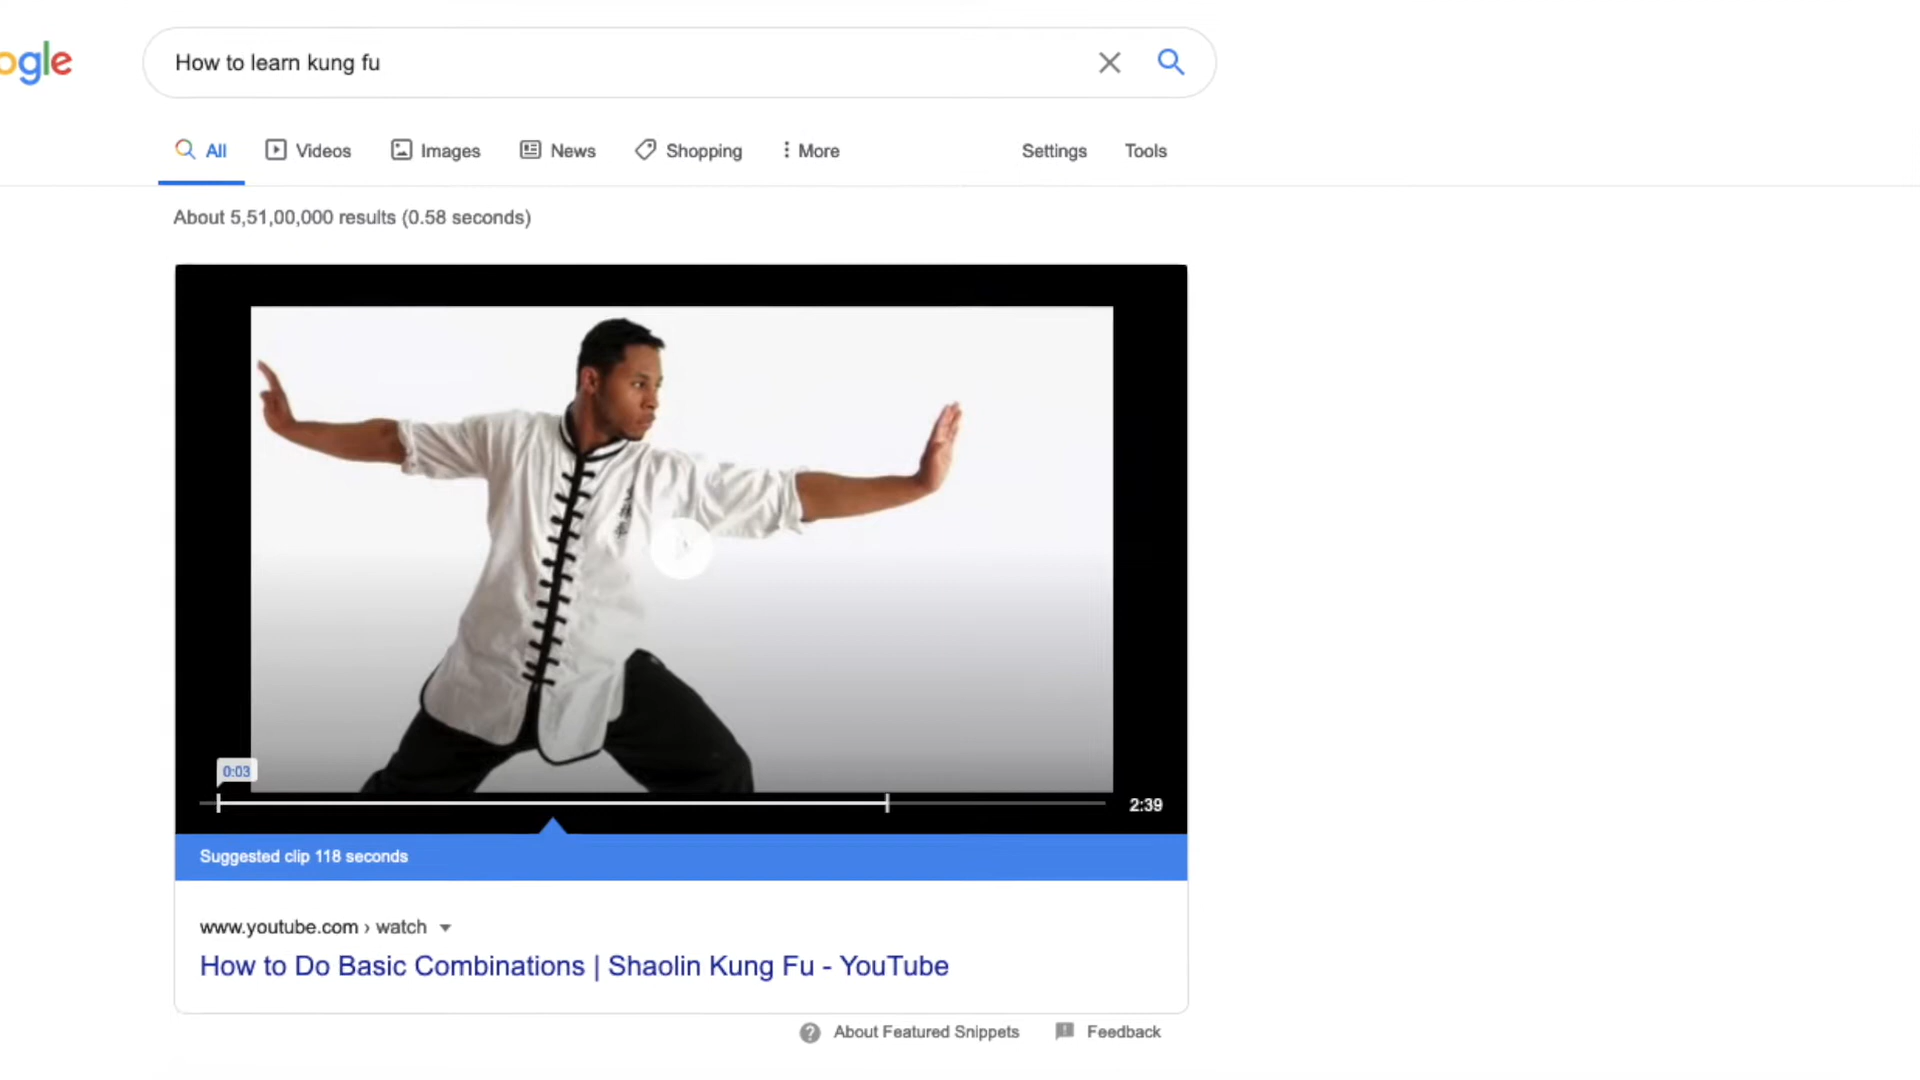 ogle
How to learn kung fu
All Videos Images News Shopping More Settings Tools
About 5,51,00,000 results (0.58 seconds)
0:03
2:39
Suggested clip 118 seconds
www.youtube.com › watch
How to Do Basic Combinations | Shaolin Kung Fu - YouTube
About Featured Snippets Feedback